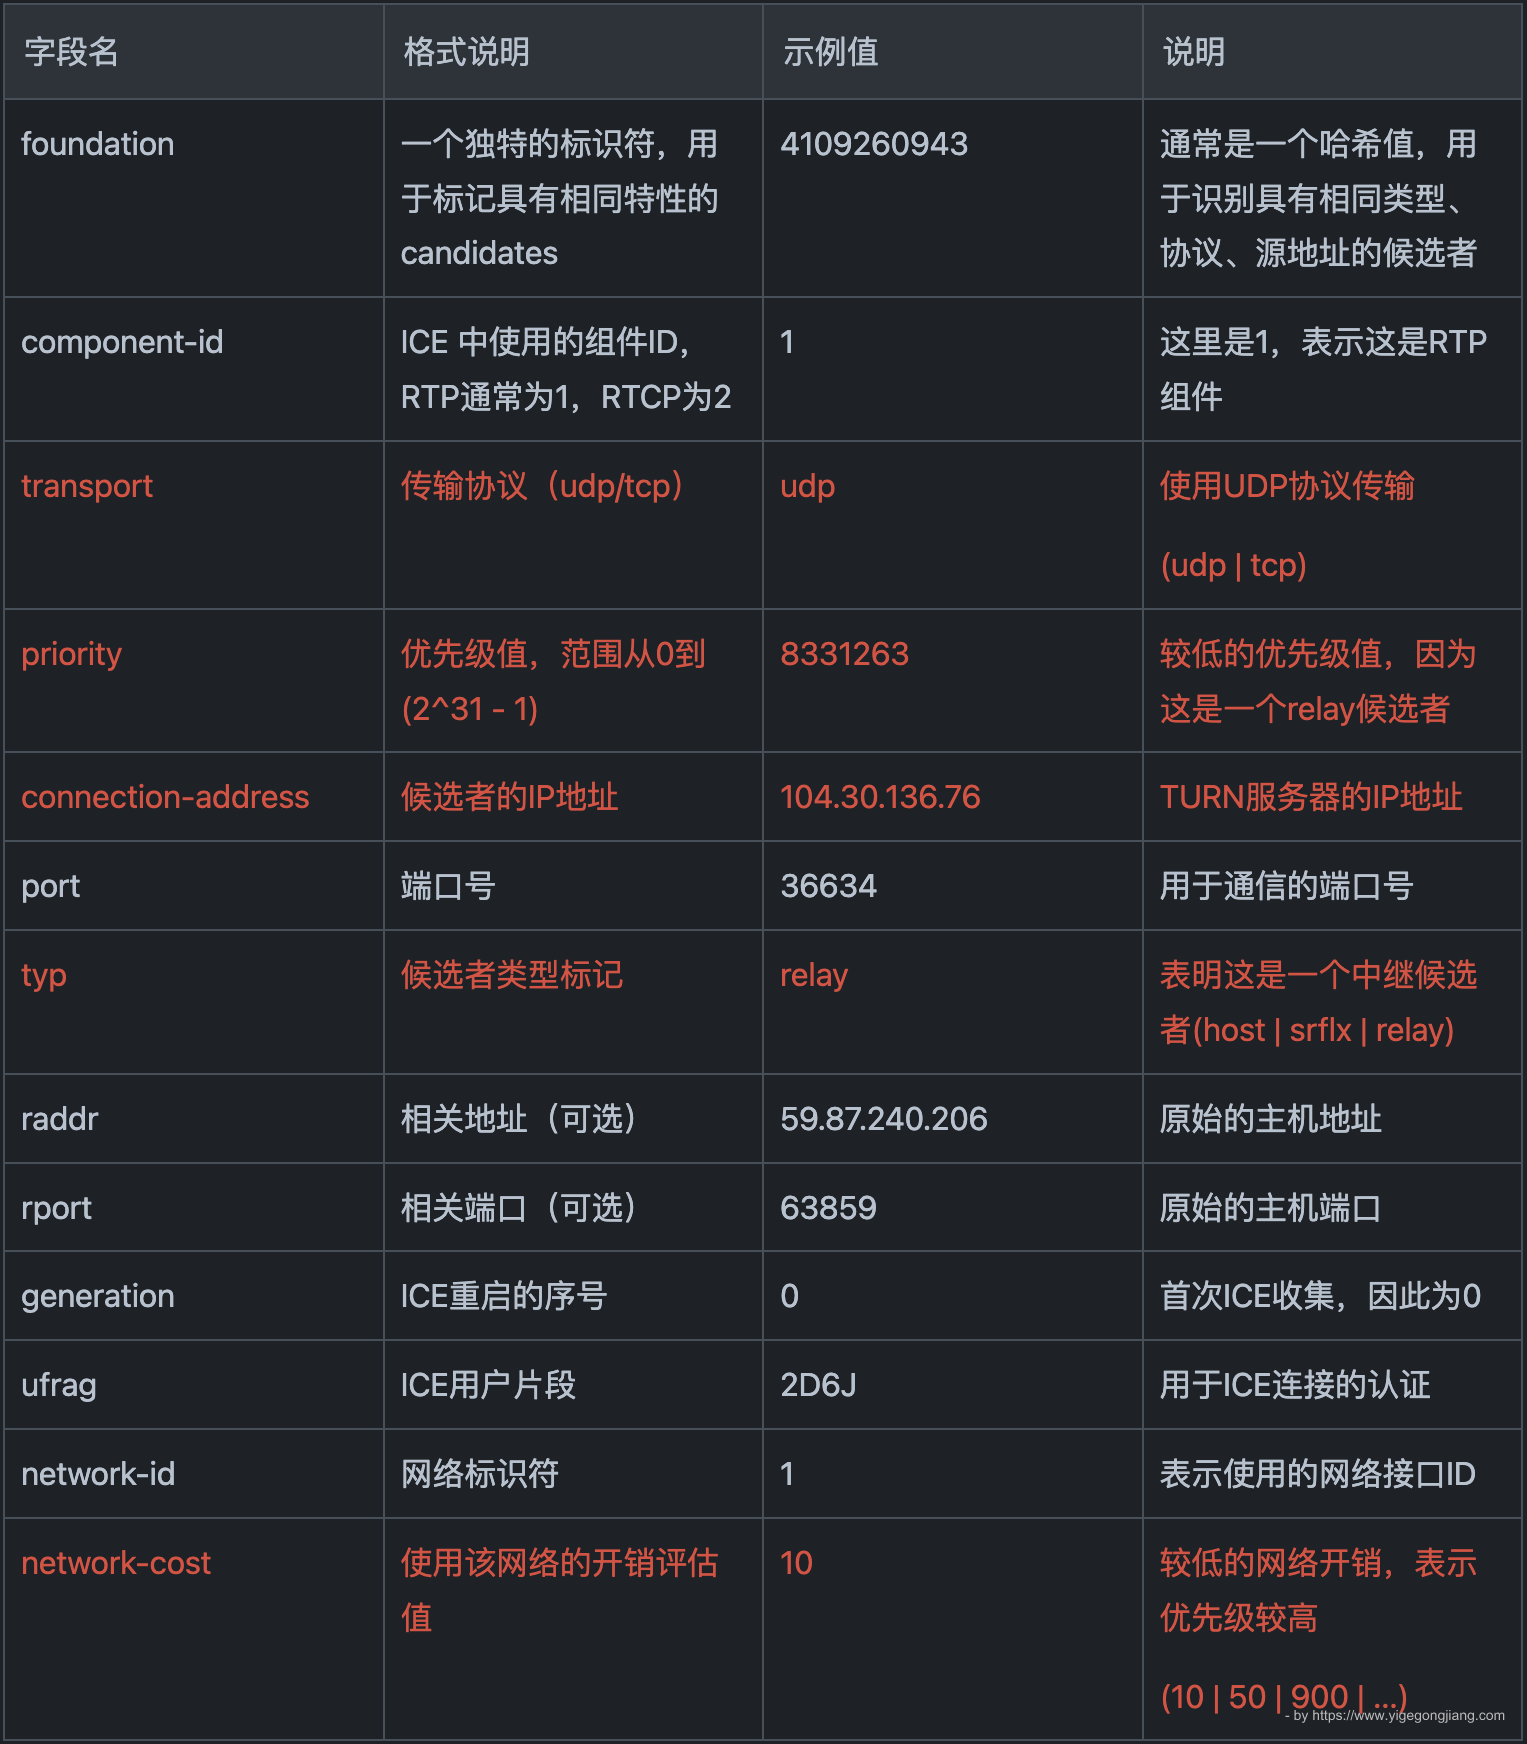 字段名
格式说明
示例值
说明
foundation
一个独特的标识符，用
于标记具有相同特性的
candidates
4109260943
通常是一个哈希值，用
于识别具有相同类型、
协议、源地址的候选者
component-id
ICE 中使用的组件ID，
RTP通常为1，RTCP为2
1
这里是1，表示这是RTP
组件
transport
传输协议（udp/tcp）
udp
使用UDP协议传输
(udp | tcp)
priority
优先级值，范围从0到
(2^31 - 1)
8331263
较低的优先级值，因为
这是一个relay候选者
connection-address
候选者的IP地址
104.30.136.76
TURN服务器的IP地址
port
端口号
36634
用于通信的端口号
typ
候选者类型标记
relay
表明这是一个中继候选
者(host | srflx | relay)
raddr
相关地址（可选）
59.87.240.206
原始的主机地址
rport
相关端口（可选）
63859
原始的主机端口
generation
ICE重启的序号
0
首次ICE收集，因此为0
ufrag
ICE用户片段
2D6J
用于ICE连接的认证
network-id
网络标识符
1
表示使用的网络接口ID
network-cost
使用该网络的开销评估
值
10
较低的网络开销，表示
优先级较高
(10 | 50 | 900 | ...)
- by https://www.yigegongjiang.com